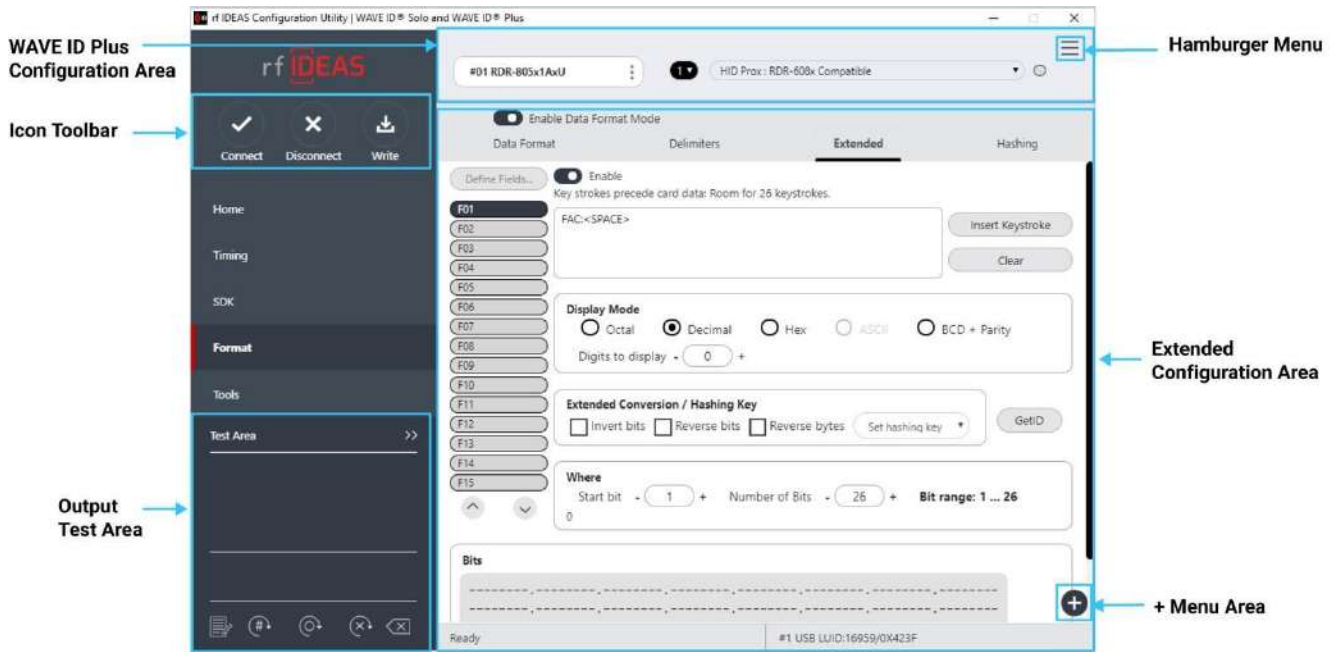 rf IDEAS Configuration Utility | WAVE ID® Solo and WAVE ID® Plus
WAVE ID Plus
Configuration Area
Hamburger Menu
rf IDEAS
#01 RDR-805x1AxU
1
HID Prox : RDR-608x Compatible
Icon Toolbar
Connect
Disconnect
Write
Enable Data Format Mode
Data Format
Delimiters
Extended
Hashing
Home
Timing
SDK
Format
Tools
Define Fields...
Enable
Key strokes precede card data: Room for 26 keystrokes.
F01
F02
F03
F04
F05
F06
F07
F08
F09
F10
F11
F12
F13
F14
F15
FAC:<SPACE>
Insert Keystroke
Clear
Display Mode
Octal
Decimal
Hex
ASCII
BCD + Parity
Digits to display - 0 +
Extended
Configuration Area
Extended Conversion / Hashing Key
Invert bits
Reverse bits
Reverse bytes
Set hashing key
GetID
Where
Start bit - 1 +
Number of Bits - 26 +
Bit range: 1 ... 26
0
Test Area >>
Output
Test Area
Bits
--------.--------.--------.--------.--------.--------.--------.--------
--------.--------.--------.--------.--------.--------.--------.--------
+ Menu Area
#
Ready
#1 USB LUID:16959/0X423F